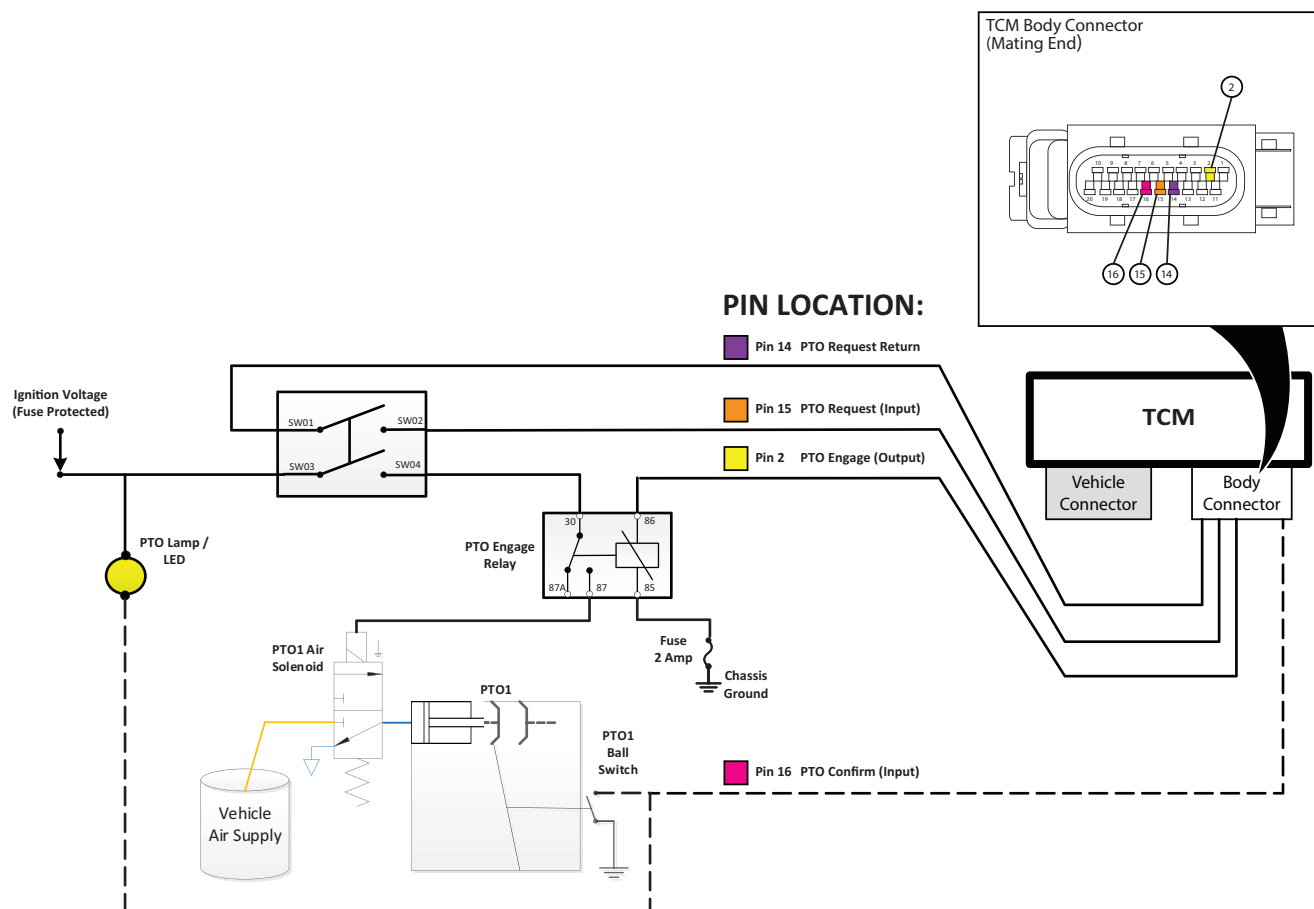 TCM Body Connector
(Mating End)
2
10 9 8 7 6 5 4 3 2 1
20 19 18 17 16 15 14 13 12 11
16 15 14
PIN LOCATION:
Pin 14 PTO Request Return
Ignition Voltage
(Fuse Protected)
TCM
SW01
SW02
Pin 15 PTO Request (Input)
SW03
SW04
Pin 2 PTO Engage (Output)
Vehicle
Connector
Body
Connector
PTO Lamp /
LED
PTO Engage
Relay
30
86
87A
87
85
PTO1 Air
Solenoid
Fuse
2 Amp
Chassis
Ground
PTO1
PTO1
Ball
Switch
Pin 16 PTO Confirm (Input)
Vehicle
Air Supply